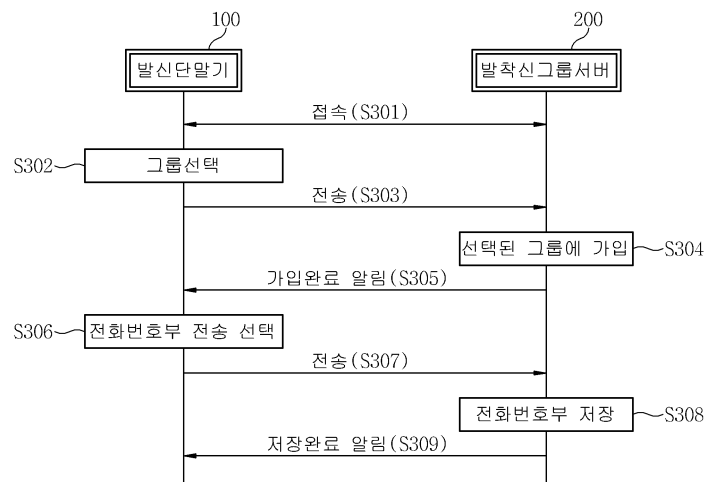 100
200
발신단말기
발착신그룹서버
접속(S301)
S302
그룹선택
전송(S303)
선택된 그룹에 가입
S304
가입완료 알림(S305)
S306
전화번호부 전송 선택
전송(S307)
전화번호부 저장
S308
저장완료 알림(S309)